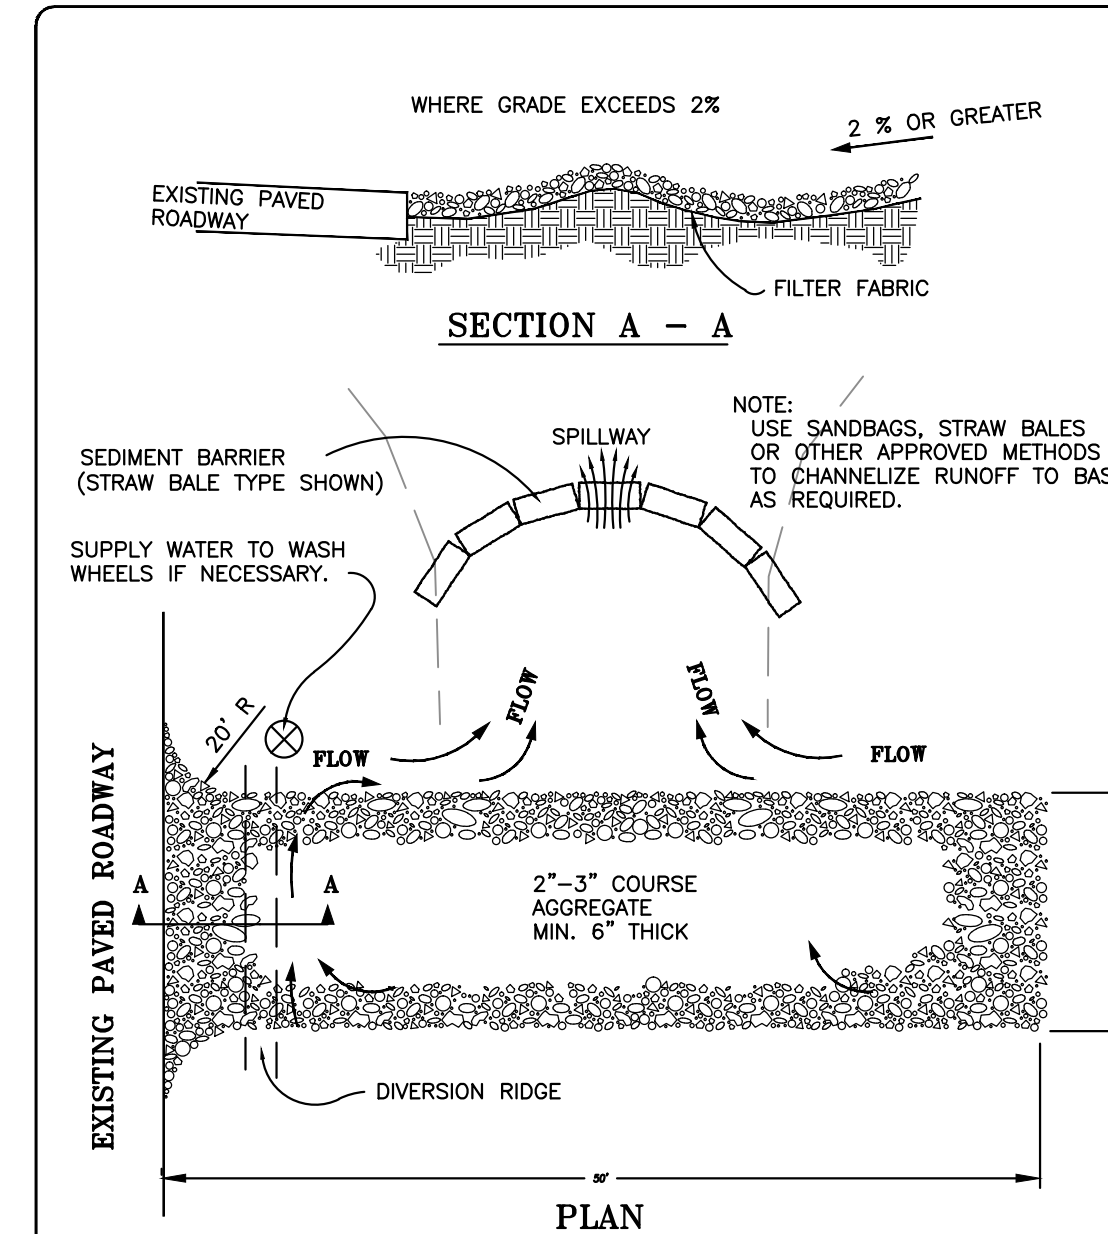 WHERE GRADE EXCEEDS 2%
2 % OR GREATER
EXISTING PAVED
ROADWAY
FILTER FABRIC
SECTION A - A
NOTE:
USE SANDBAGS, STRAW BALES
OR OTHER APPROVED METHODS
TO CHANNELIZE RUNOFF TO
AS REQUIRED.
SPILLWAY
SEDIMENT BARRIER
(STRAW BALE TYPE SHOWN)
SUPPLY WATER TO WASH
WHEELS IF NECESSARY.
20' R
FLOW
FLOW
FLOW
FLOW
EXISTING PAVED ROADWAY
A
A
2"-3" COURSE
AGGREGATE
MIN. 6" THICK
DIVERSION RIDGE
50'
PLAN